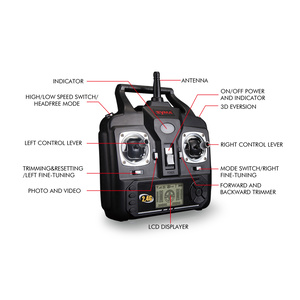 INDICATOR
ANTENNA
HIGH/LOW SPEED SWITCH/
HEADFREE MODE
ON/OFF POWER
AND INDICATOR
3D EVERSION
LEFT CONTROL LEVER
RIGHT CONTROL LEVER
TRIMMING&RESETTING
/LEFT FINE-TUNING
MODE SWITCH/RIGHT
FINE-TUNING
PHOTO AND VIDEO
FORWARD AND
BACKWARD TRIMMER
LCD DISPLAYER